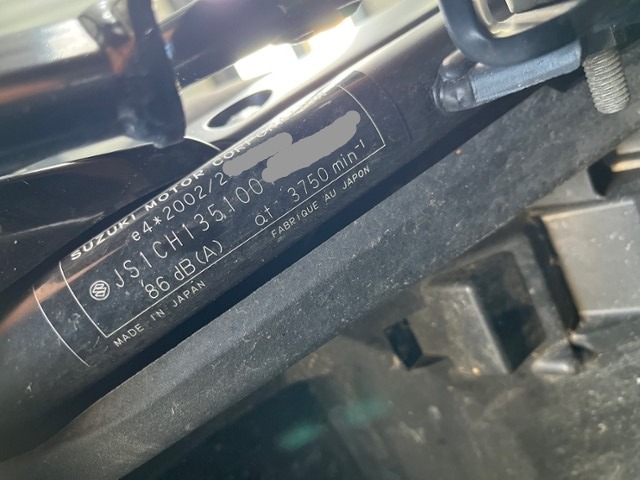 SUZUKI MOTOR CORPORATION
e4*2002/2
JS1CH135100
86 dB(A) at 3750 min-1
MADE IN JAPAN FABRIQUE AU JAPON